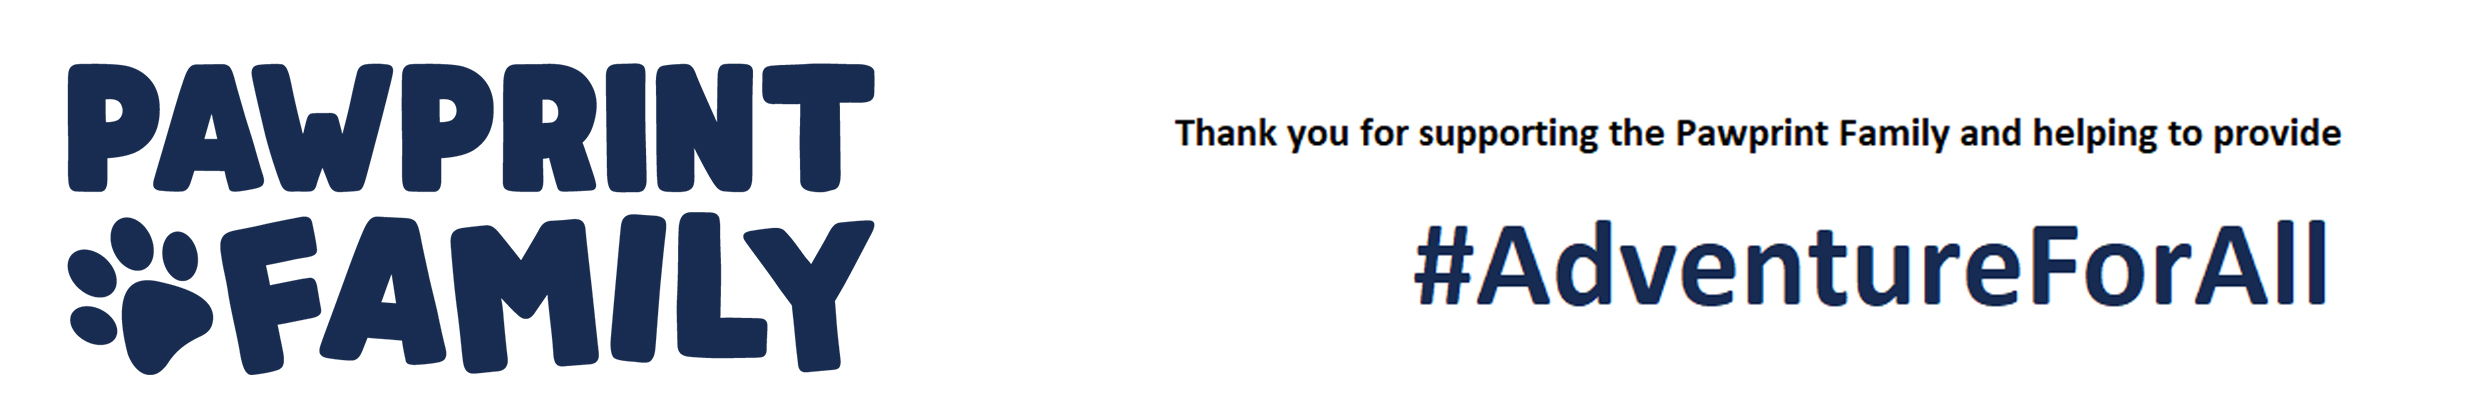 PAWPRINT
FAMILY
Thank you for supporting the Pawprint Family and helping to provide
#AdventureForAll